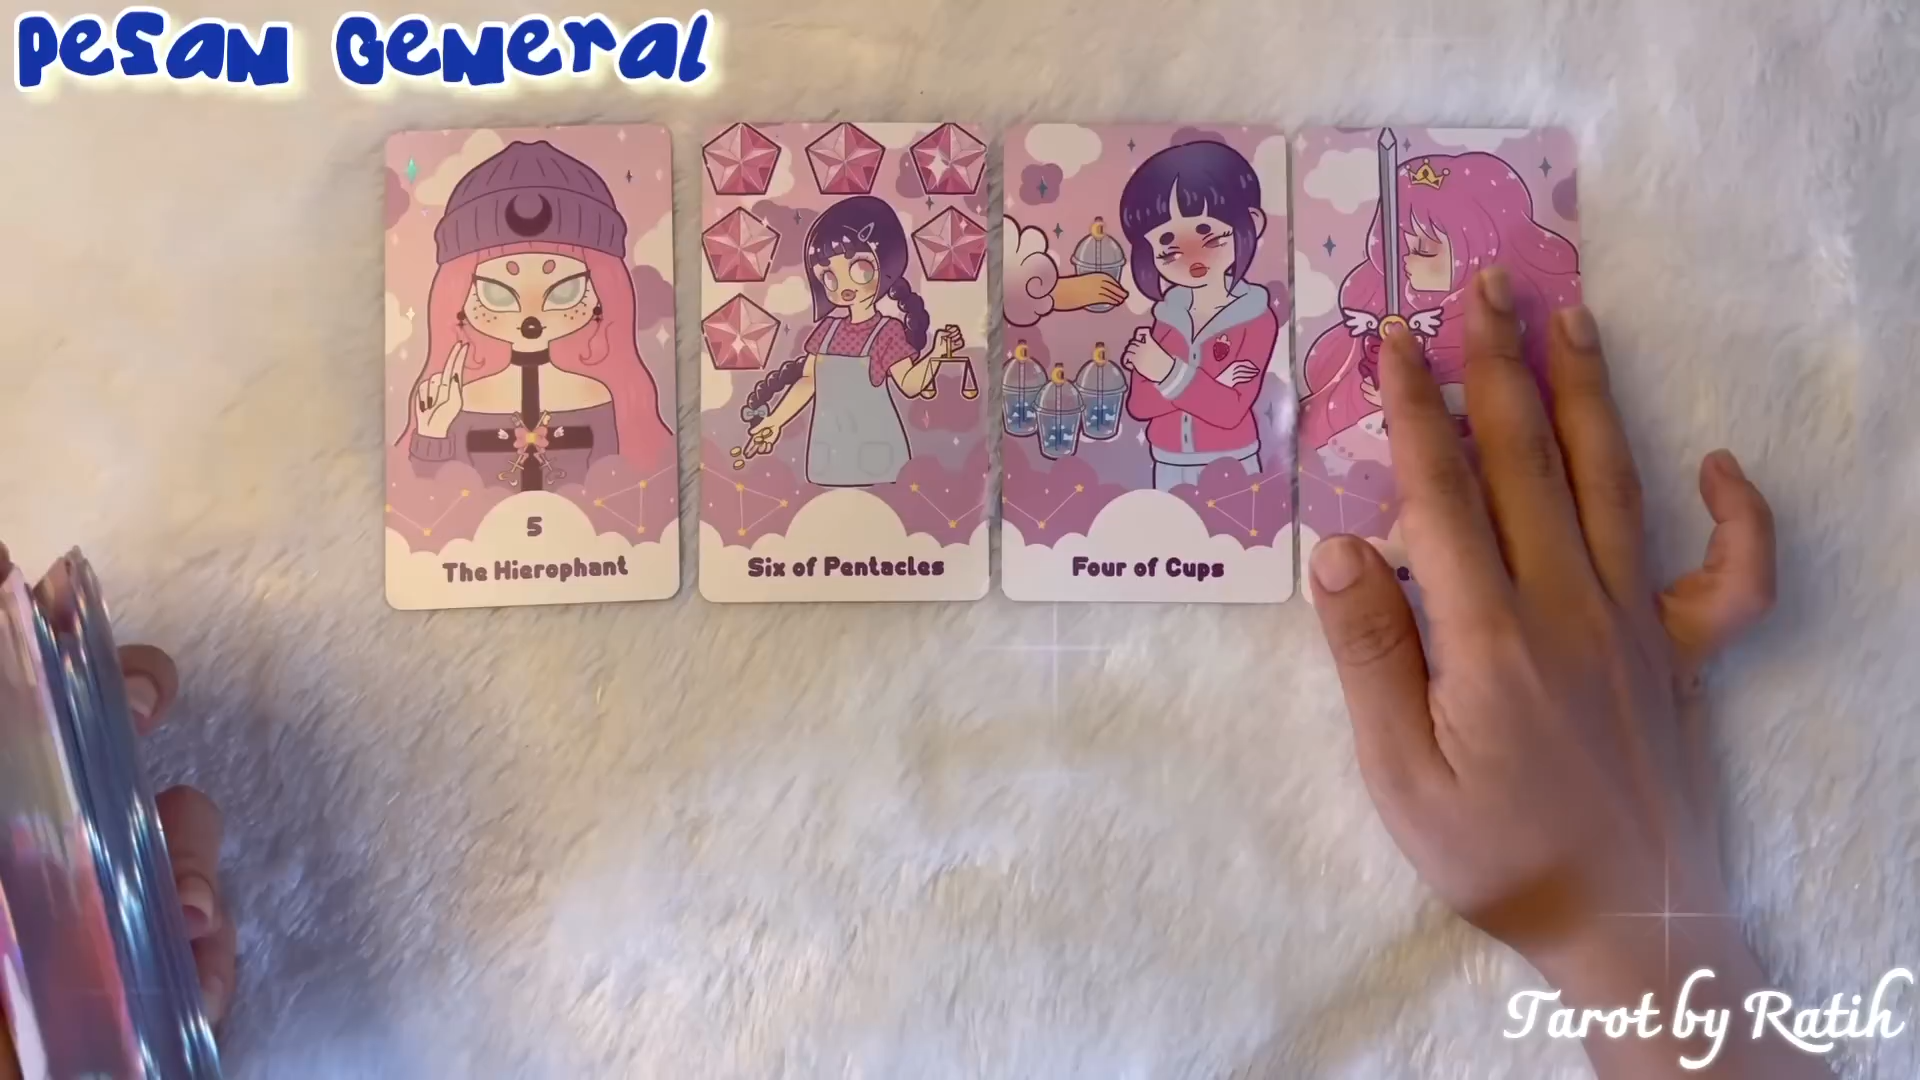 PESAN GENERAL
5
The Hierophant
Six of Pentacles
Four of Cups
Tarot by Ratih